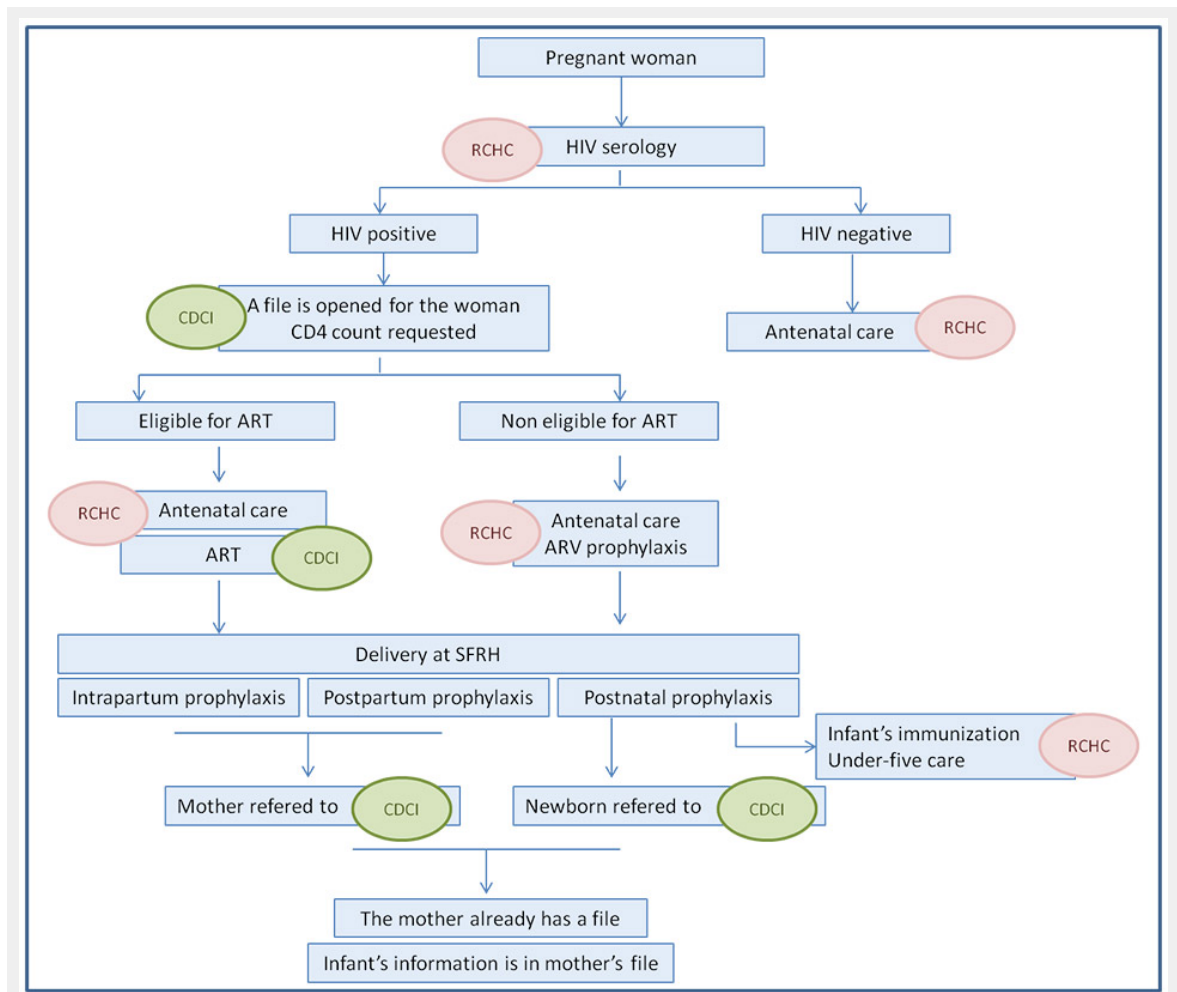 Pregnant woman
RCHC
HIV serology
HIV positive
HIV negative
CDCI
A file is opened for the woman
CD4 count requested
Antenatal care
RCHC
Eligible for ART
Non eligible for ART
RCHC
Antenatal care
ART
CDCI
RCHC
Antenatal care
ARV prophylaxis
Delivery at SFRH
Intrapartum prophylaxis
Postpartum prophylaxis
Postnatal prophylaxis
Infant's immunization
Under-five care
RCHC
Mother refered to
CDCI
Newborn refered to
CDCI
The mother already has a file
Infant's information is in mother's file